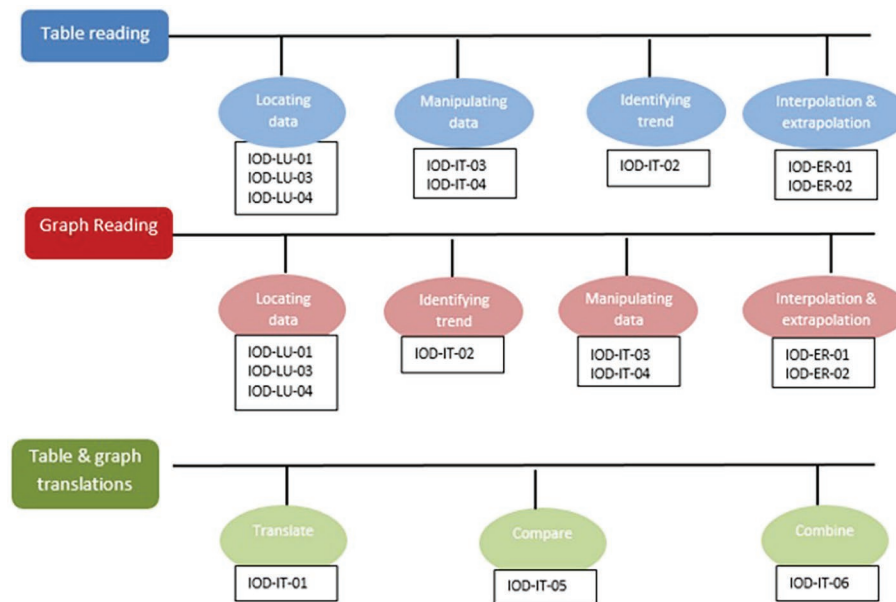 Table reading
Locating
data
Manipulating
data
Identifying
trend
Interpolation &
extrapolation
IOD-LU-01
IOD-LU-03
IOD-LU-04
IOD-IT-03
IOD-IT-04
IOD-IT-02
IOD-ER-01
IOD-ER-02
Graph Reading
Locating
data
Identifying
trend
Manipulating
data
Interpolation &
extrapolation
IOD-LU-01
IOD-LU-03
IOD-LU-04
IOD-IT-02
IOD-IT-03
IOD-IT-04
IOD-ER-01
IOD-ER-02
Table & graph
translations
Translate
Compare
Combine
IOD-IT-01
IOD-IT-05
IOD-IT-06